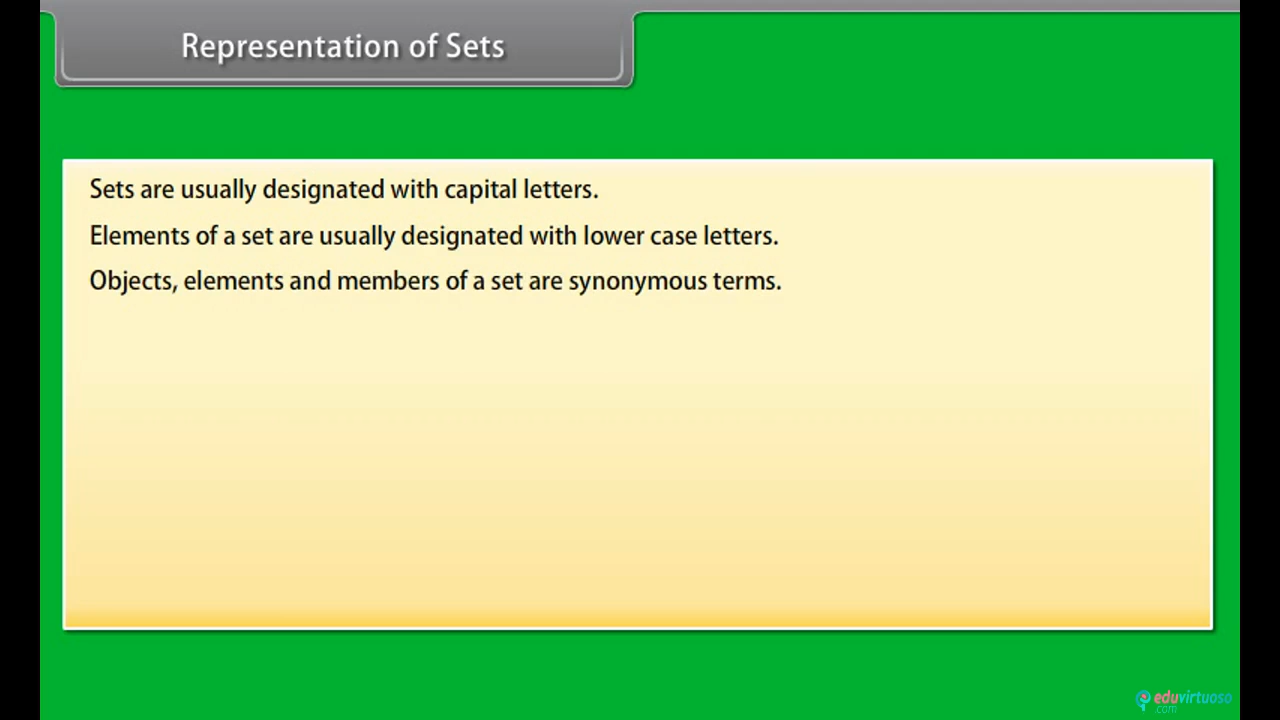 Representation of Sets
Sets are usually designated with capital letters.
Elements of a set are usually designated with lower case letters.
Objects, elements and members of a set are synonymous terms.
eduvirtuoso
.com